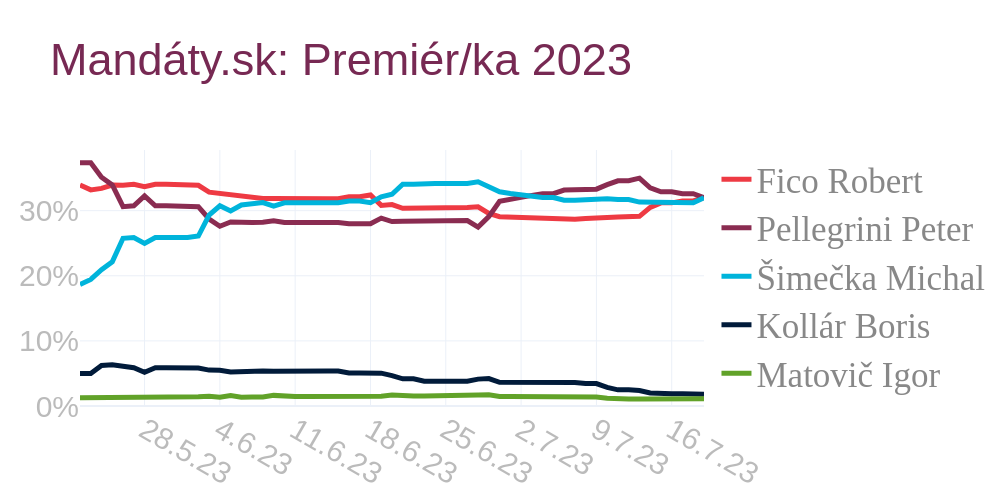 Mandáty.sk: Premiér/ka 2023
30%
20%
10%
0%
28.5.23
4.6.23
11.6.23
18.6.23
25.6.23
2.7.23
9.7.23
16.7.23
Fico Robert
Pellegrini Peter
Šimečka Michal
Kollár Boris
Matovič Igor